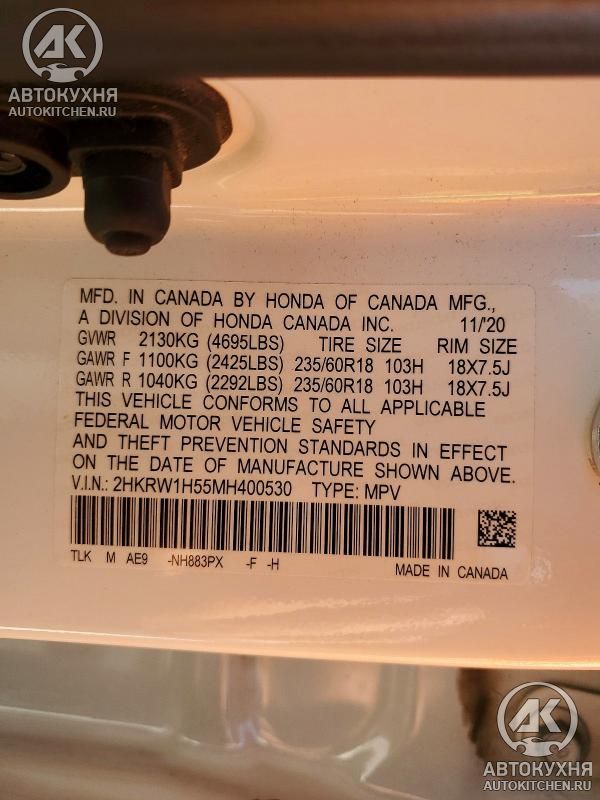 АК
АВТОКУХНЯ
AUTOKITCHEN.RU
MFD. IN CANADA BY HONDA OF CANADA MFG.,
A DIVISION OF HONDA CANADA INC. 11/'20
GVWR 2130KG (4695LBS) TIRE SIZE RIM SIZE
GAWR F 1100KG (2425LBS) 235/60R18 103H 18X7.5J
GAWR R 1040KG (2292LBS) 235/60R18 103H 18X7.5J
THIS VEHICLE CONFORMS TO ALL APPLICABLE
FEDERAL MOTOR VEHICLE SAFETY
AND THEFT PREVENTION STANDARDS IN EFFECT
ON THE DATE OF MANUFACTURE SHOWN ABOVE.
V.I.N.: 2HKRW1H55MH400530 TYPE: MPV
TLK M AE9 -NH883PX -F -H MADE IN CANADA
АК
АВТОКУХНЯ
AUTOKITCHEN.RU